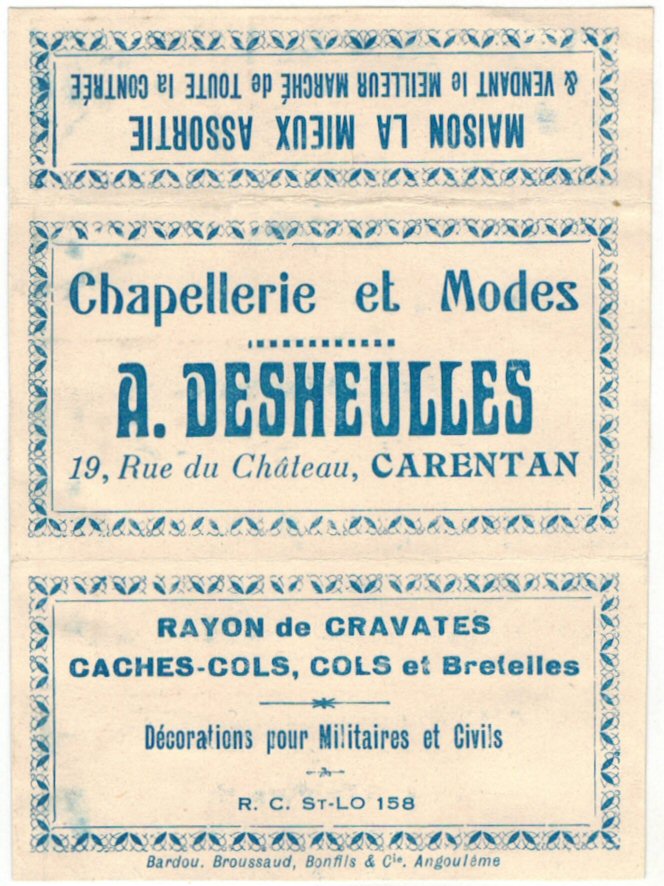 MAISON LA MIEUX ASSORTIE
& VENDANT le MEILLEUR MARCHÉ de TOUTE la CONTRÉE
Chapellerie et Modes
A. DESHEULLES
19, Rue du Château, CARENTAN
RAYON de CRAVATES
CACHES-COLS, COLS et Bretelles
Décorations pour Militaires et Civils
R. C. ST-LO 158
Bardou. Broussaud, Bonfils & Cie. Angoulême